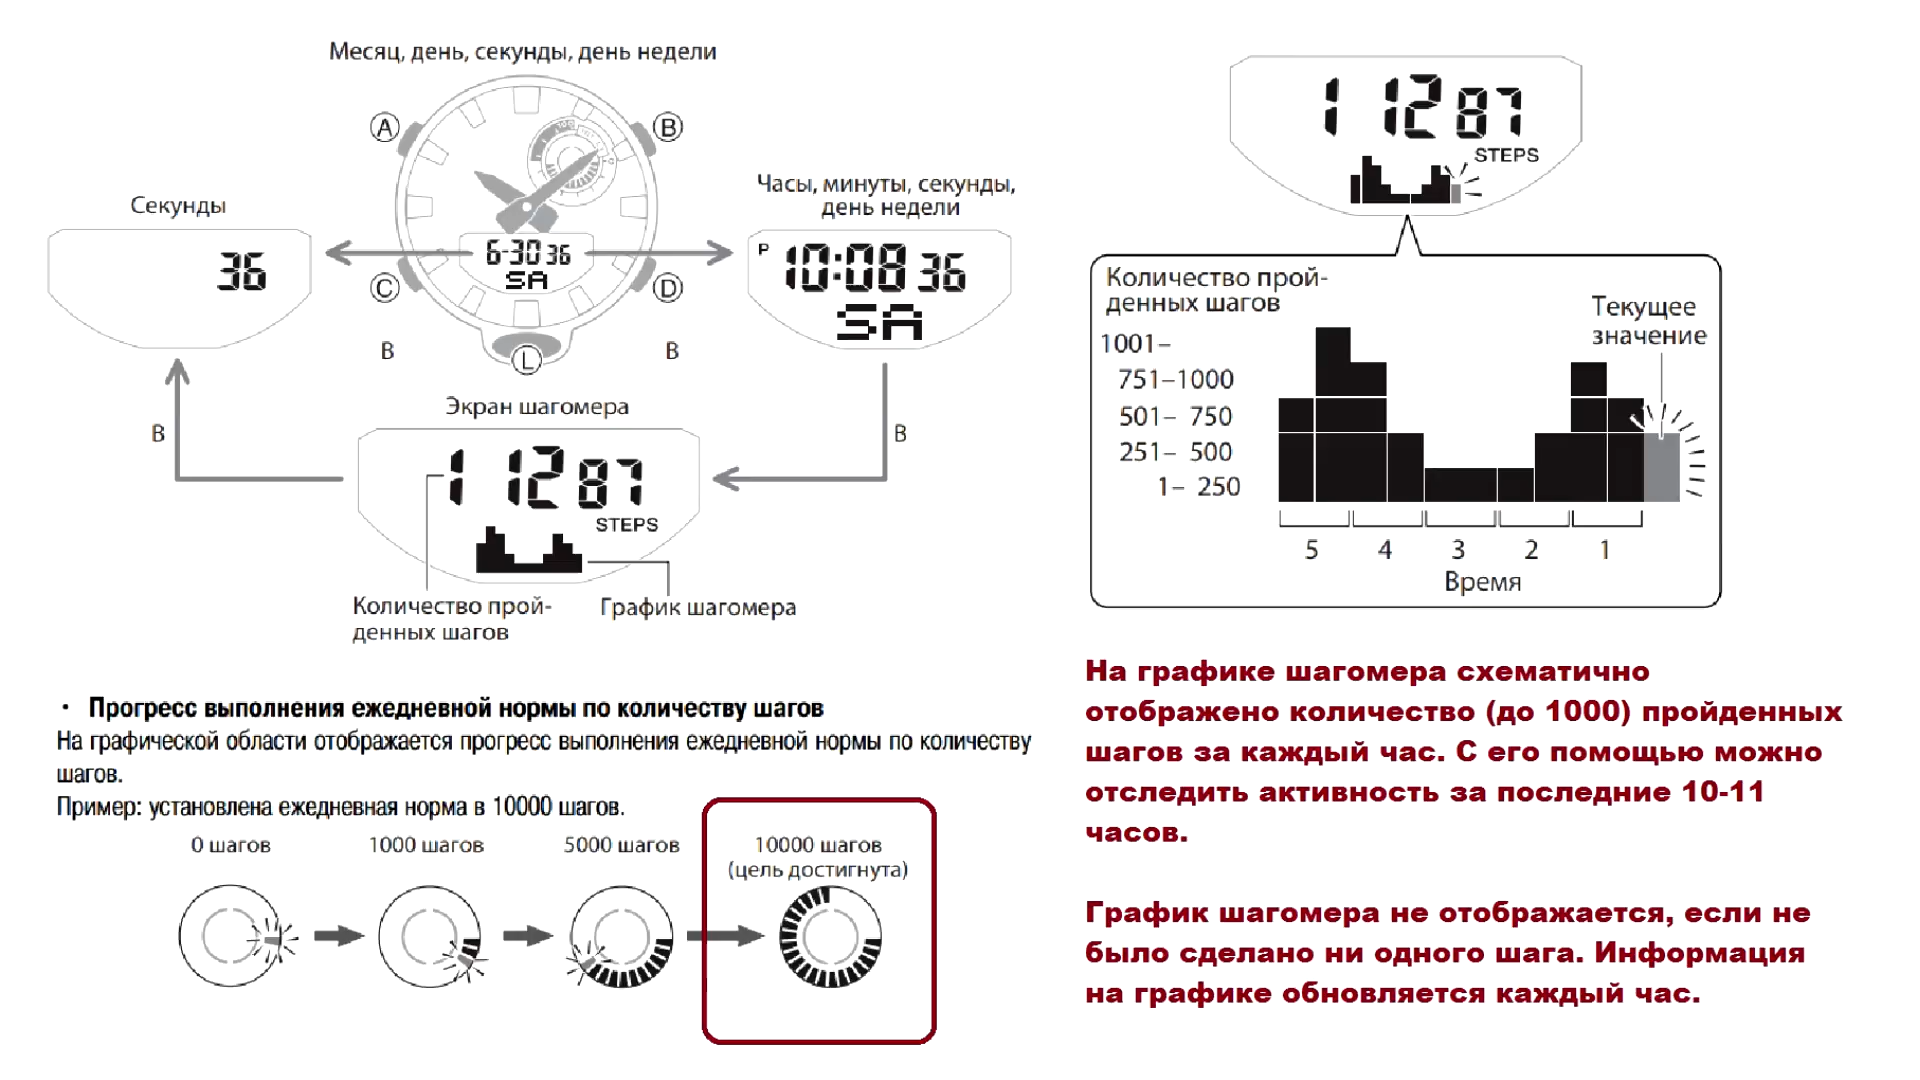 Месяц, день, секунды, день недели
A
B
Секунды
36
6-30 36
SA
C
D
B
L
B
Часы, минуты, секунды,
день недели
P
10:08 36
SA
B
B
Экран шагомера
1 1287
STEPS
Количество прой-
денных шагов
График шагомера
• Прогресс выполнения ежедневной нормы по количеству шагов
На графической области отображается прогресс выполнения ежедневной нормы по количеству
шагов.
Пример: установлена ежедневная норма в 10000 шагов.
0 шагов
1000 шагов
5000 шагов
10000 шагов
(цель достигнута)
1 1287
STEPS
Количество прой-
денных шагов
Текущее
значение
1001–
751–1000
501– 750
251– 500
1– 250
5 4 3 2 1
Время
На графике шагомера схематично
отображено количество (до 1000) пройденных
шагов за каждый час. С его помощью можно
отследить активность за последние 10-11
часов.
График шагомера не отображается, если не
было сделано ни одного шага. Информация
на графике обновляется каждый час.